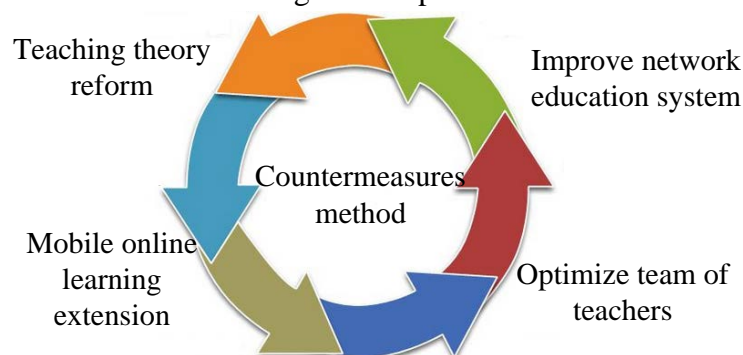 Teaching theory
reform
Improve network
education system
Countermeasures
method
Mobile online
learning
extension
Optimize team of
teachers